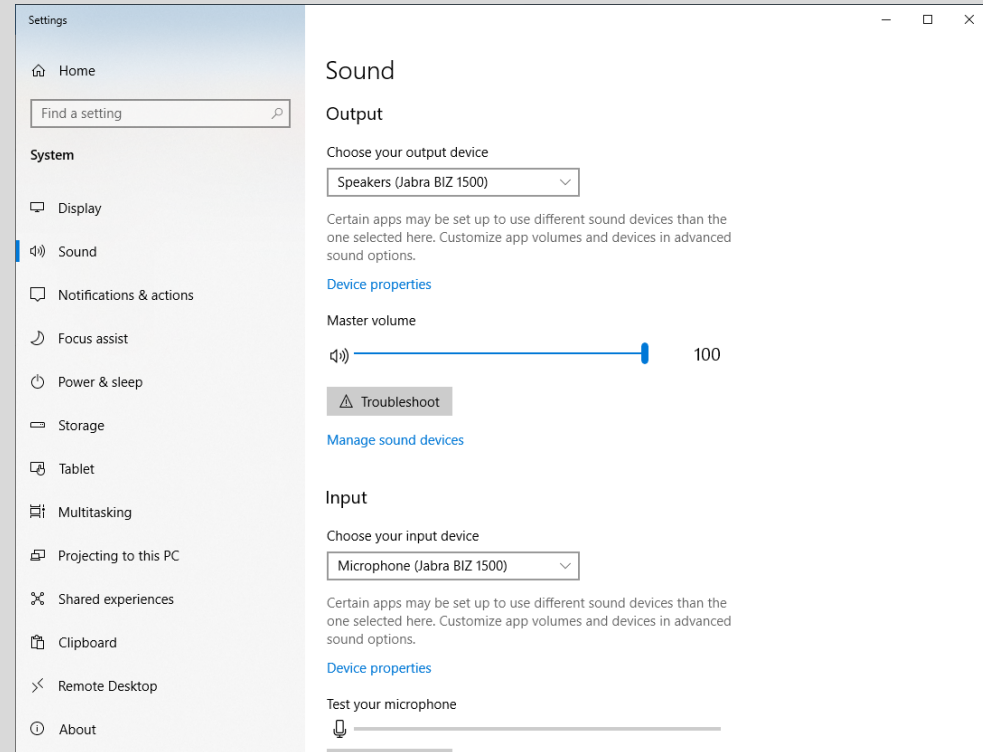 Settings
Home
Find a setting
System
Display
Sound
Notifications & actions
Focus assist
Power & sleep
Storage
Tablet
Multitasking
Projecting to this PC
Shared experiences
Clipboard
Remote Desktop
About
Sound
Output
Choose your output device
Speakers (Jabra BIZ 1500)
Certain apps may be set up to use different sound devices than the
one selected here. Customize app volumes and devices in advanced
sound options.
Device properties
Master volume
100
Troubleshoot
Manage sound devices
Input
Choose your input device
Microphone (Jabra BIZ 1500)
Certain apps may be set up to use different sound devices than the
one selected here. Customize app volumes and devices in advanced
sound options.
Device properties
Test your microphone